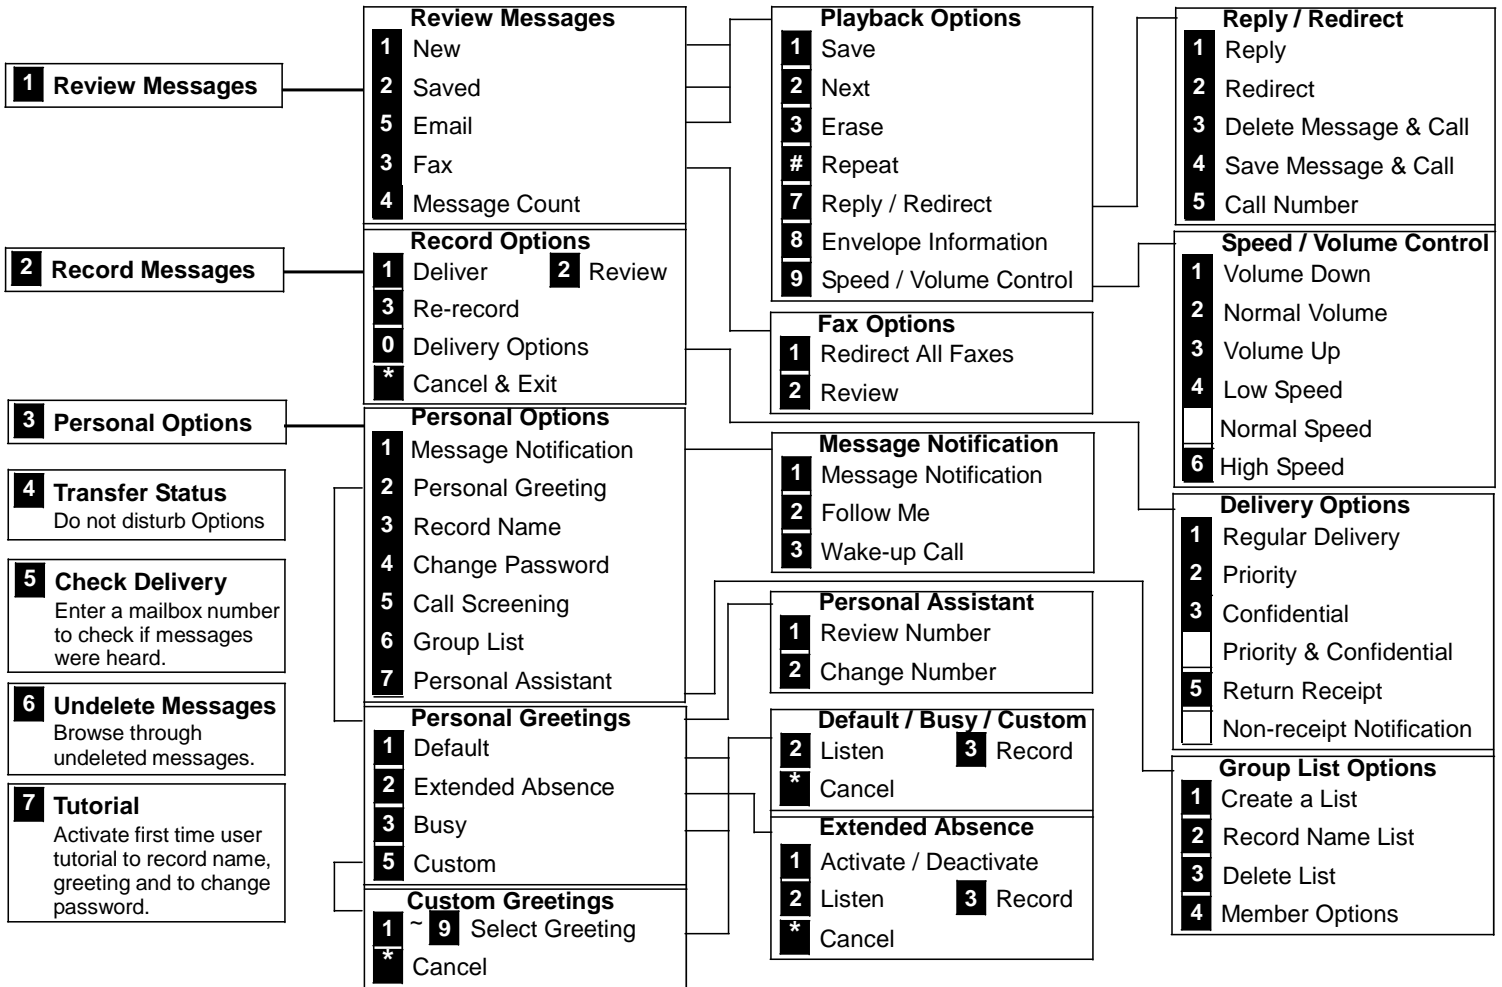 1 Review Messages
2 Record Messages
3 Personal Options
4 Transfer Status
Do not disturb Options
5 Check Delivery
Enter a mailbox number
to check if messages
were heard.
6 Undelete Messages
Browse through
undeleted messages.
7 Tutorial
Activate first time user
tutorial to record name,
greeting and to change
password.
Review Messages
1 New
2 Saved
5 Email
3 Fax
4 Message Count
Record Options
1 Deliver 2 Review
3 Re-record
0 Delivery Options
* Cancel & Exit
Personal Options
1 Message Notification
2 Personal Greeting
3 Record Name
4 Change Password
5 Call Screening
6 Group List
7 Personal Assistant
Personal Greetings
1 Default
2 Extended Absence
3 Busy
5 Custom
Custom Greetings
1 ~ 9 Select Greeting
* Cancel
Playback Options
1 Save
2 Next
3 Erase
# Repeat
7 Reply / Redirect
8 Envelope Information
9 Speed / Volume Control
Fax Options
1 Redirect All Faxes
2 Review
Message Notification
1 Message Notification
2 Follow Me
3 Wake-up Call
Personal Assistant
1 Review Number
2 Change Number
Default / Busy / Custom
2 Listen 3 Record
* Cancel
Extended Absence
1 Activate / Deactivate
2 Listen 3 Record
* Cancel
Reply / Redirect
1 Reply
2 Redirect
3 Delete Message & Call
4 Save Message & Call
5 Call Number
Speed / Volume Control
1 Volume Down
2 Normal Volume
3 Volume Up
4 Low Speed
Normal Speed
6 High Speed
Delivery Options
1 Regular Delivery
2 Priority
3 Confidential
Priority & Confidential
5 Return Receipt
Non-receipt Notification
Group List Options
1 Create a List
2 Record Name List
3 Delete List
4 Member Options